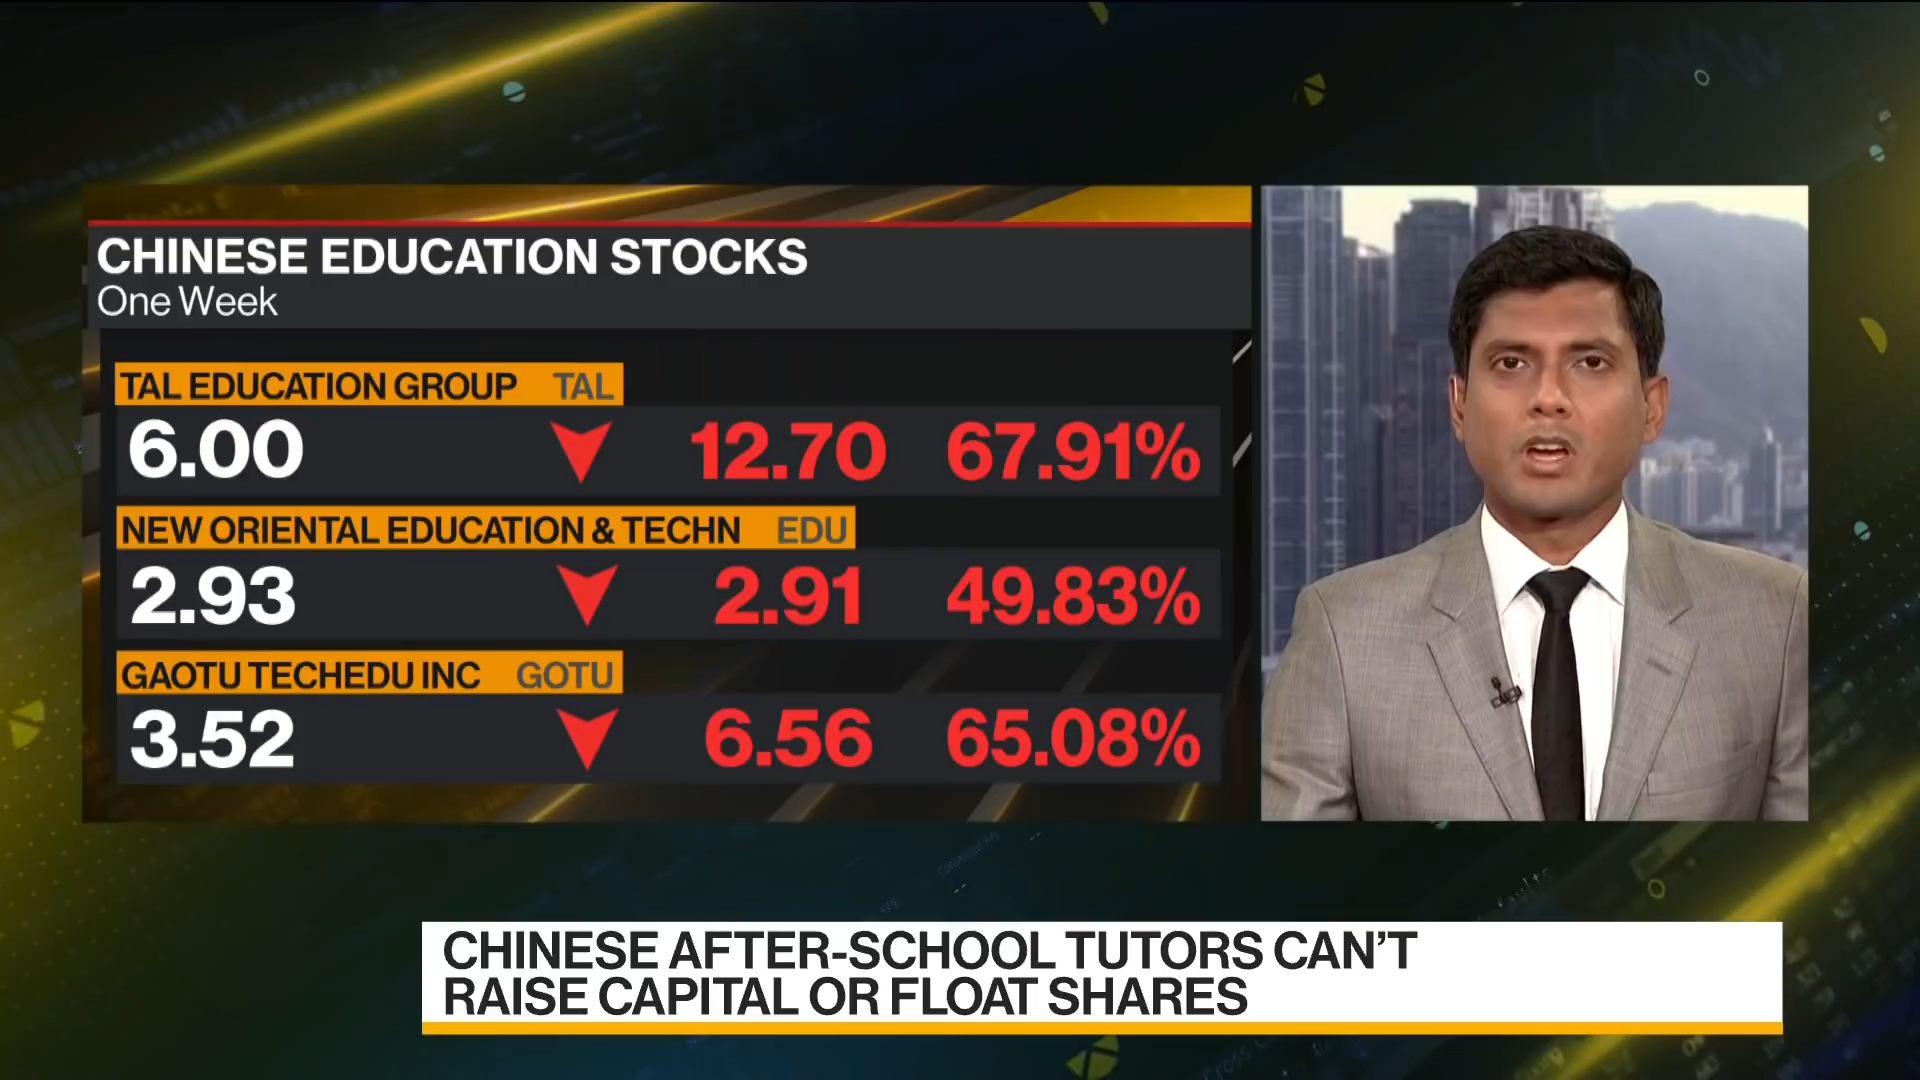 CHINESE EDUCATION STOCKS
One Week
TAL EDUCATION GROUP TAL
6.00 12.70 67.91%
NEW ORIENTAL EDUCATION & TECHN EDU
2.93 2.91 49.83%
GAOTU TECHEDU INC GOTU
3.52 6.56 65.08%
CHINESE AFTER-SCHOOL TUTORS CAN'T
RAISE CAPITAL OR FLOAT SHARES